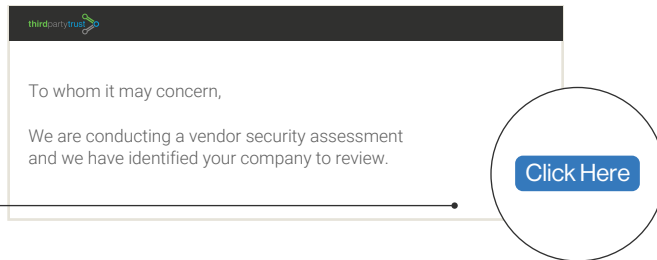 thirdpartytrust
To whom it may concern,
We are conducting a vendor security assessment
and we have identified your company to review.
Click Here